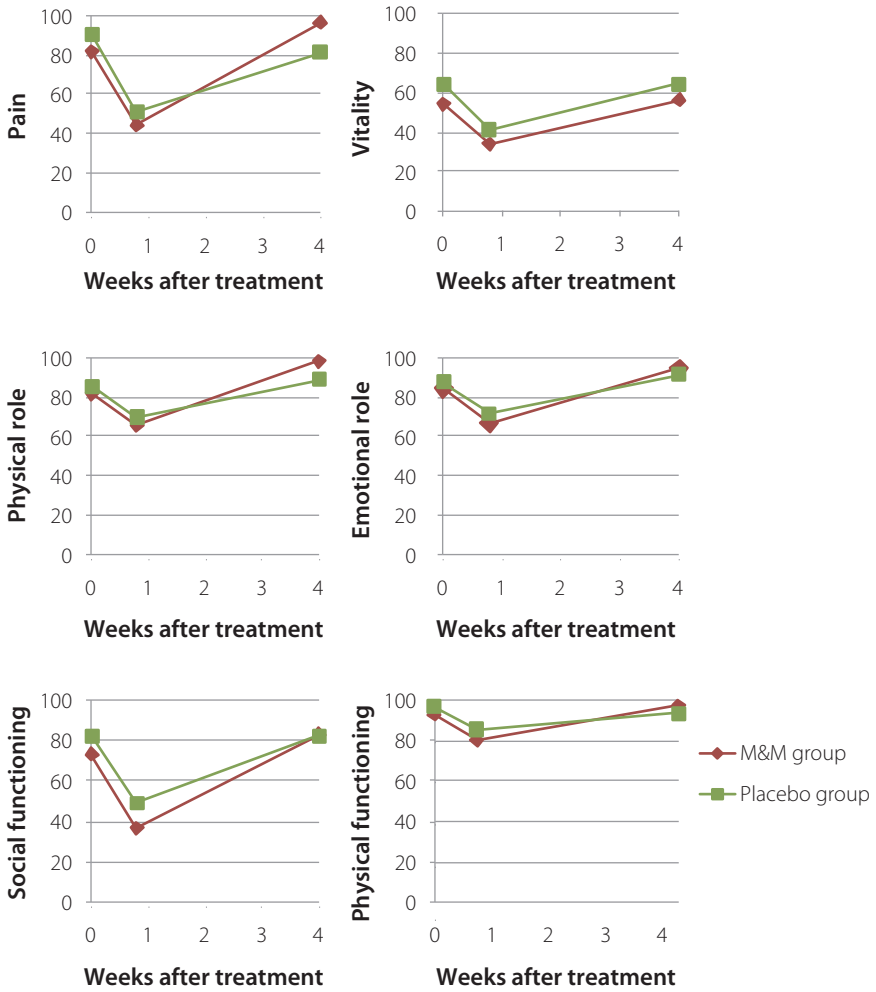 Pain
100
80
60
40
20
0
0 1 2 3 4
Weeks after treatment
Vitality
100
80
60
40
20
0
0 1 2 3 4
Weeks after treatment
Physical role
100
80
60
40
20
0
0 1 2 3 4
Weeks after treatment
Emotional role
100
80
60
40
20
0
0 1 2 3 4
Weeks after treatment
Social functioning
100
80
60
40
20
0
0 1 2 3 4
Weeks after treatment
Physical functioning
100
80
60
40
20
0
0 1 2 3 4
Weeks after treatment
M&M group
Placebo group